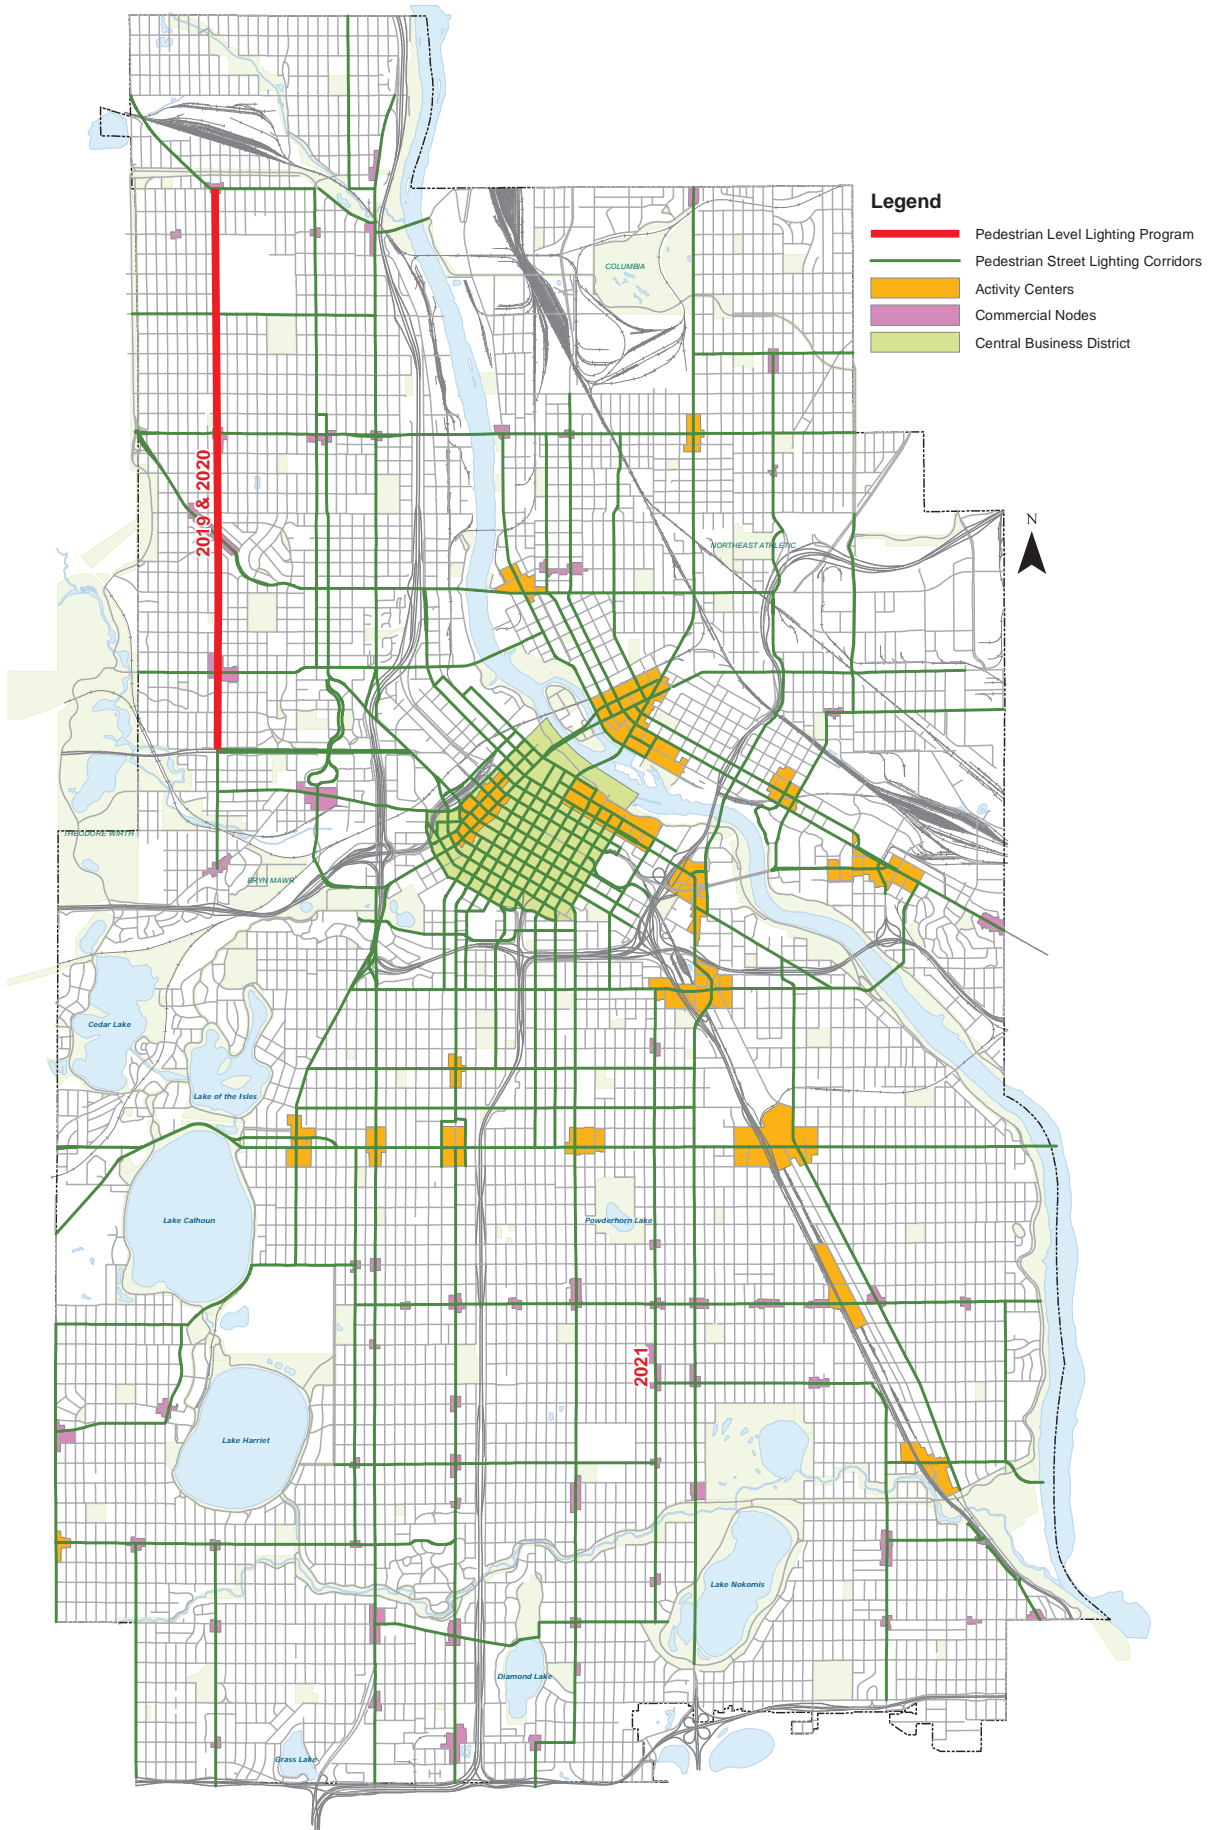 Legend
Pedestrian Level Lighting Program
Pedestrian Street Lighting Corridors
Activity Centers
Commercial Nodes
Central Business District
COLUMBIA
2019 & 2020
N
NORTHEAST ATHLETIC
THEODORE WIRTH
BRYN MAWR
Cedar Lake
Lake of the Isles
Lake Calhoun
Powderhorn Lake
2021
Lake Harriet
Lake Nokomis
Diamond Lake
Grass Lake